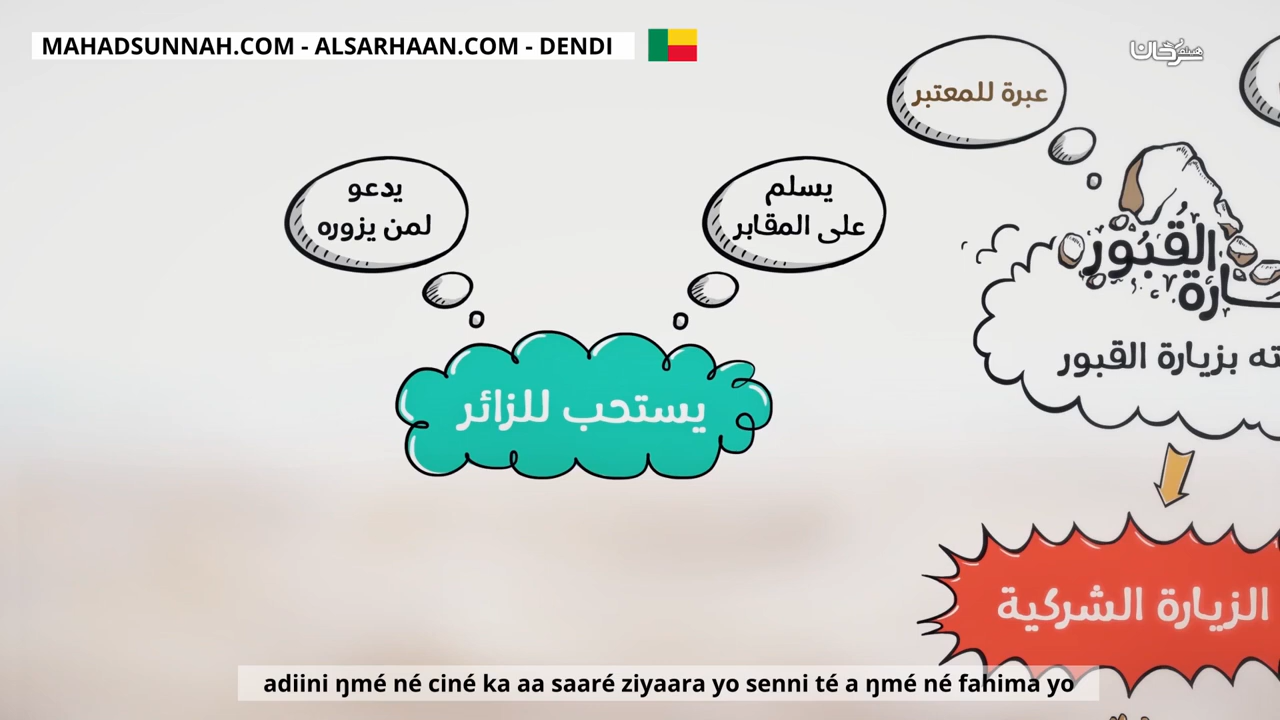 MAHADSUNNAH.COM - ALSARHAAN.COM - DENDI
عبرة للمعتبر
يسلم
على المقابر
يدعو
لمن يزوره
القبور
بزيارة القبور
يستحب للزائر
الزيارة الشركية
adiini ŋmé né ciné ka aa saaré ziyaara yo senni té a ŋmé né fahima yo